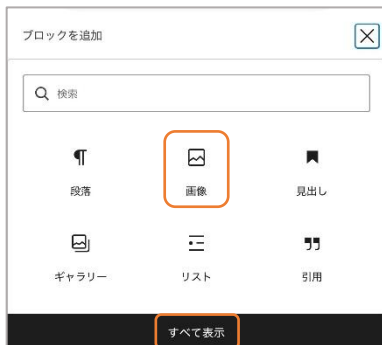 ブロックを追加
検索
段落
画像
見出し
ギャラリー
リスト
引用
すべて表示